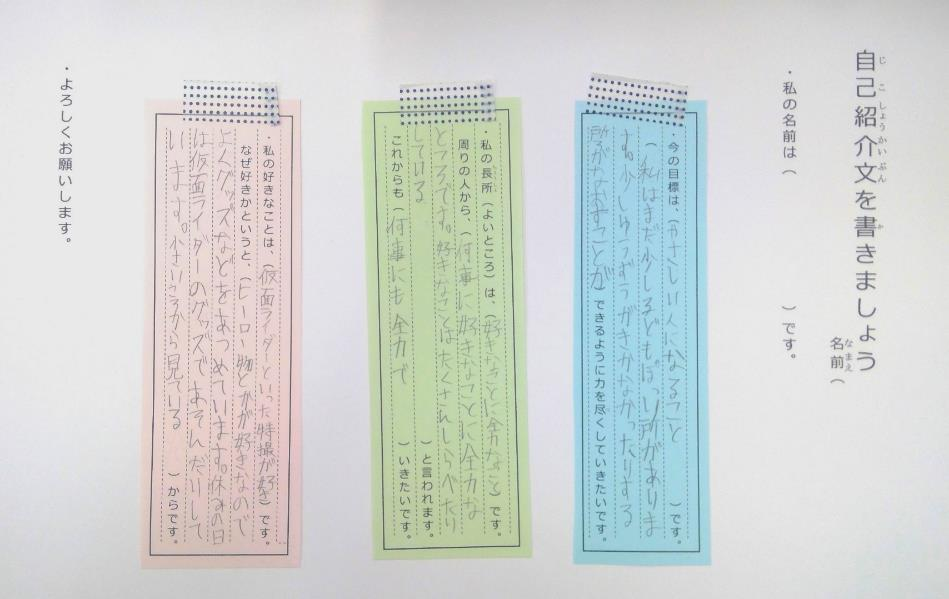 自己紹介文を書きましょう
じこしょうかいぶんか
名前（
なまえ
・私の名前は（　　　）です。
・今の目標は、（やさしい人になること　）です。
（私はまだ少し子どもぽい所がありま
す。少し
がきかなかったりする
所がなおすことが）できるように力を尽くしていきたいです。
・私の長所（よいところ）は、（好きなことに全力なこと）です。
周りの人から、（何事に好きなことに全力な
ところです。好きなことはたくさんしらべたり
している　）と言われます。
これからも（何事にも全力で　）いきたいです。
私の好きなことは、（仮面ライダーといった特撮が好き）です。
なぜ好きかというと、（ヒーロー物とかが好きなので
よくグッズなどをあつめています。休みの日
は仮面ライダーのグッズであそんだりして
います。小さいころから見ている　）からです。
・よろしくお願いします。